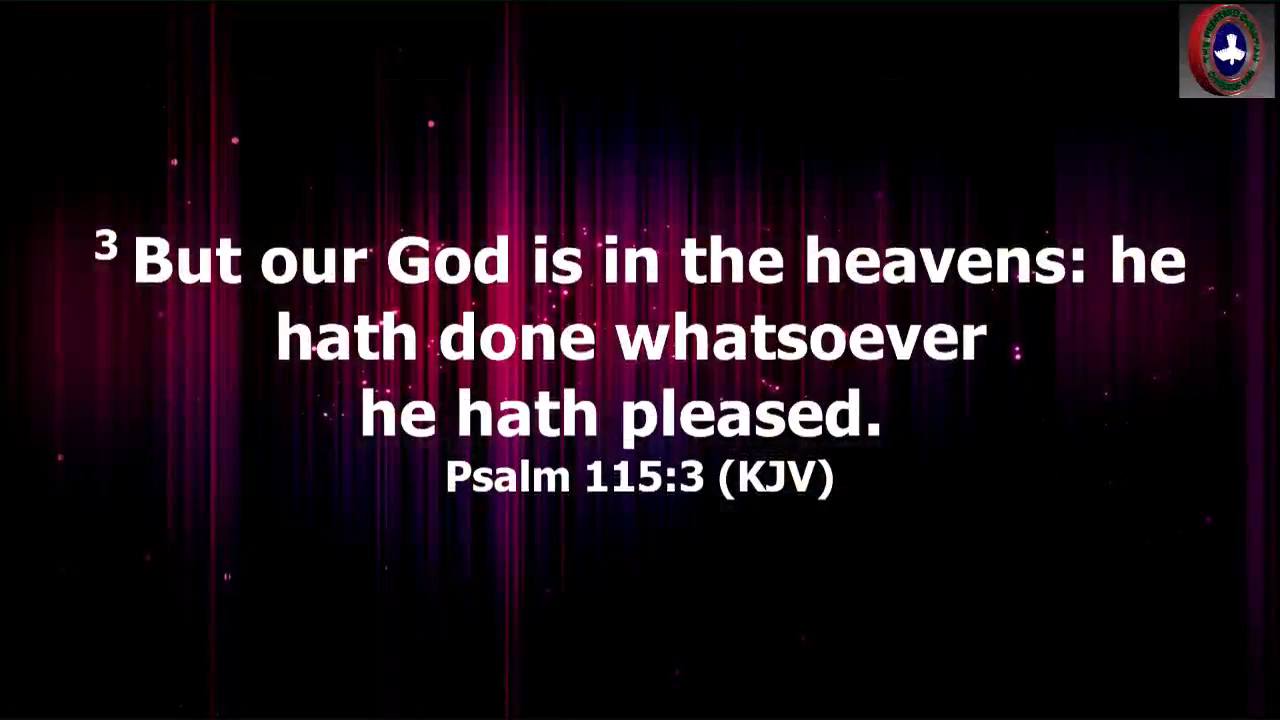 3 But our God is in the heavens: he
hath done whatsoever
he hath pleased.
Psalm 115:3 (KJV)